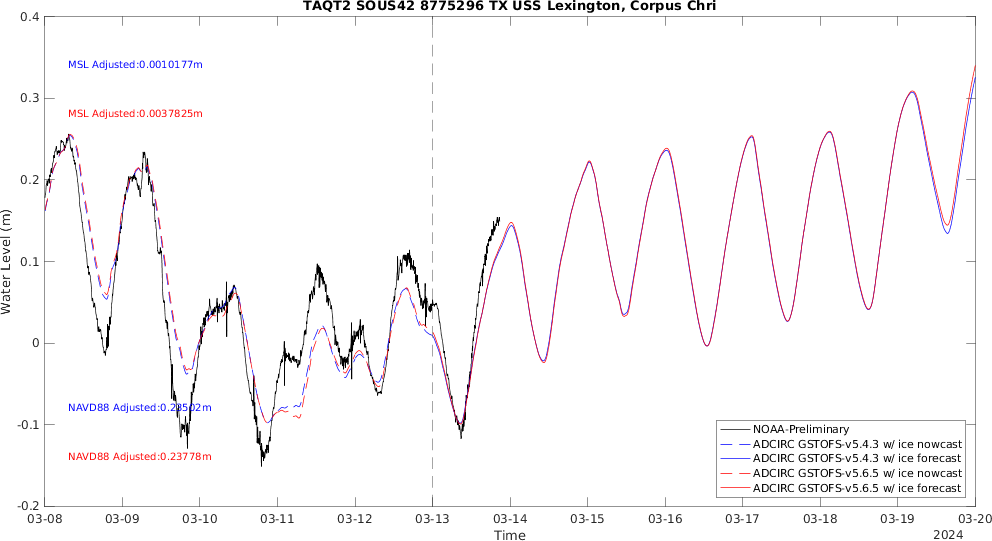 TAQT2 SOUS42 8775296 TX USS Lexington, Corpus Chri
0.4
0.3
0.2
0.1
0
-0.1
-0.2
Water Level (m)
MSL Adjusted:0.0010177m
MSL Adjusted:0.0037825m
NAVD88 Adjusted:0.23502m
NAVD88 Adjusted:0.23778m
NOAA-Preliminary
ADCIRC GSTOFS-v5.4.3 w/ ice nowcast
ADCIRC GSTOFS-v5.4.3 w/ ice forecast
ADCIRC GSTOFS-v5.6.5 w/ ice nowcast
ADCIRC GSTOFS-v5.6.5 w/ ice forecast
03-08 03-09 03-10 03-11 03-12 03-13 03-14 03-15 03-16 03-17 03-18 03-19 03-20
Time
2024